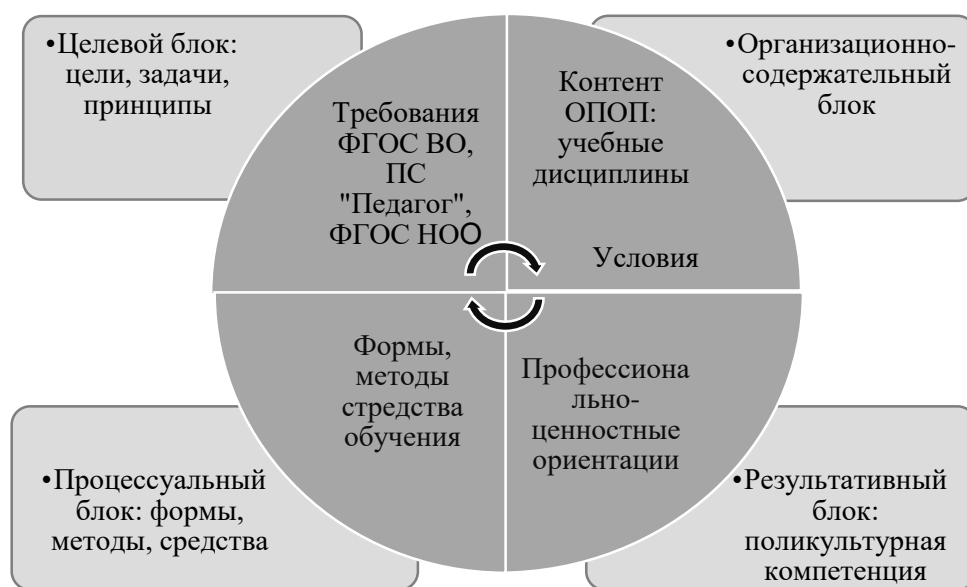 •Целевой блок:
цели, задачи,
принципы
Требования
ФГОС ВО,
ПС
"Педагог",
ФГОС НОО
Контент
ОПОП:
учебные
дисциплины
Условия
•Организационно-
содержательный
блок
•Процессуальный
блок: формы,
методы, средства
Формы,
методы
стредства
обучения
Профессиона
льно-
ценностные
ориентации
•Результативный
блок:
поликультурная
компетенция